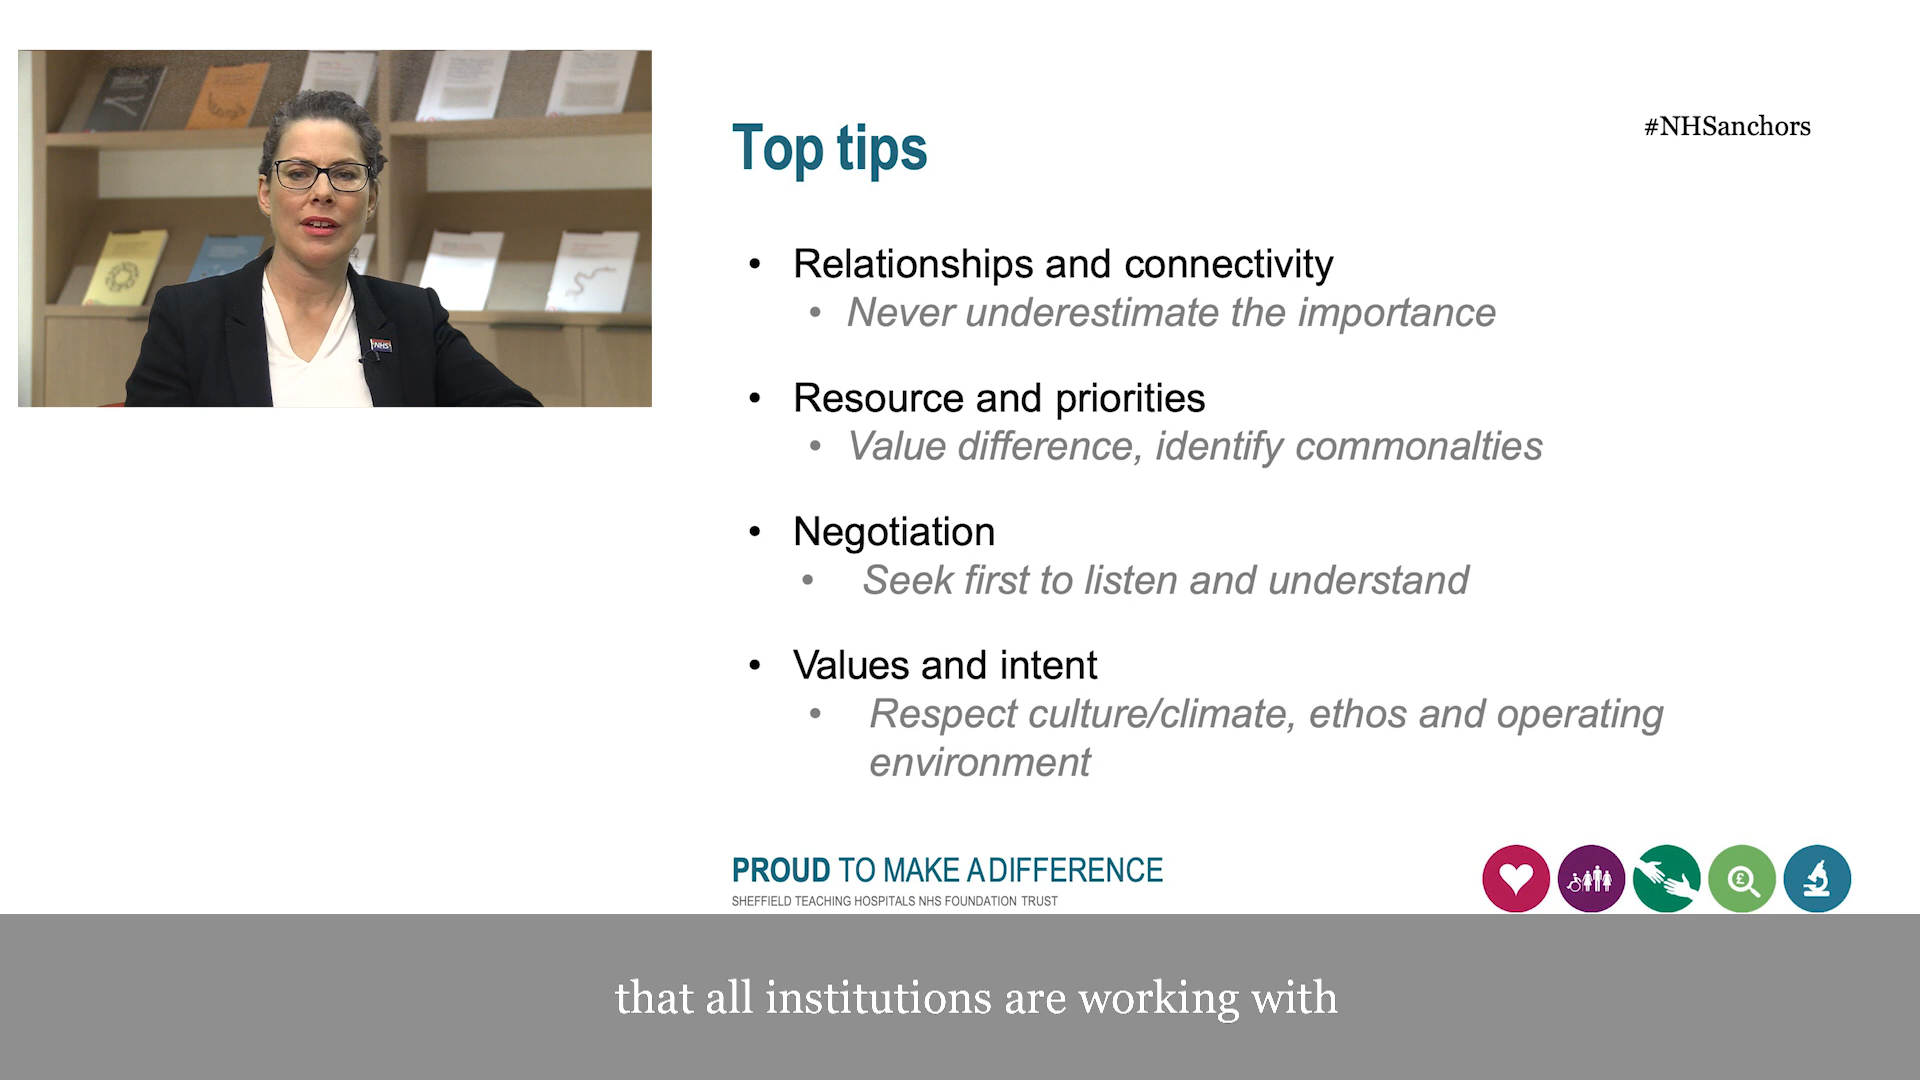 #NHSanchors
Top tips
• Relationships and connectivity
• Never underestimate the importance
• Resource and priorities
• Value difference, identify commonalties
• Negotiation
• Seek first to listen and understand
• Values and intent
• Respect culture/climate, ethos and operating
environment
NHS
PROUD TO MAKE A DIFFERENCE
SHEFFIELD TEACHING HOSPITALS NHS FOUNDATION TRUST
£
that all institutions are working with